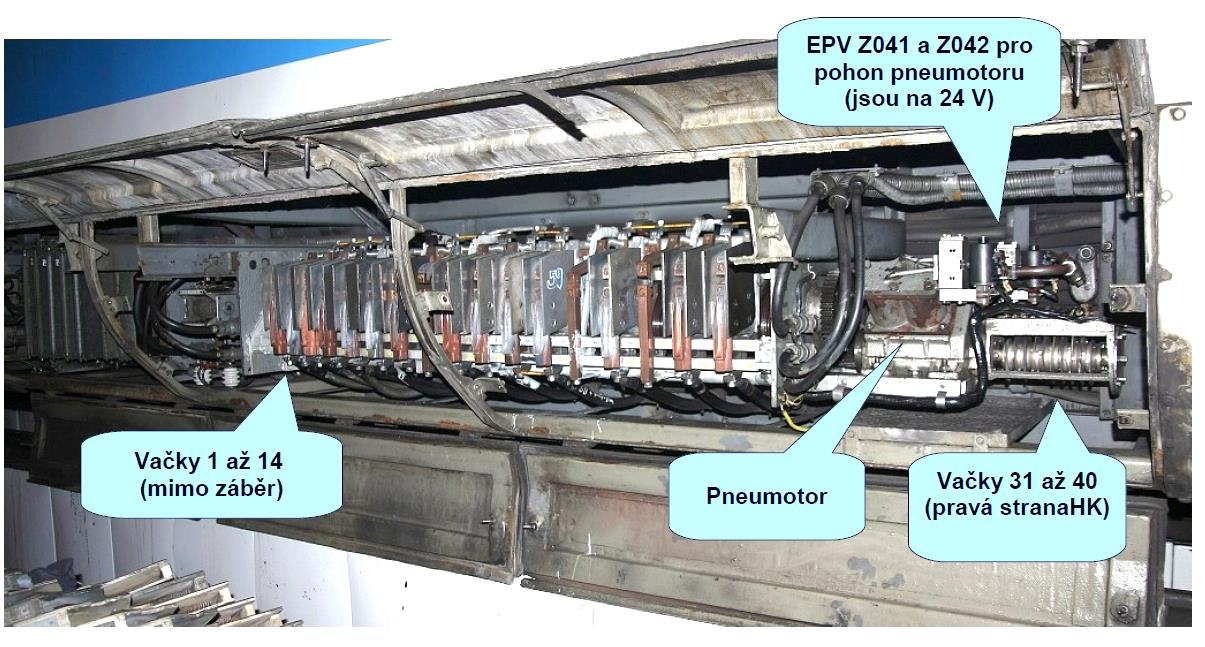 EPV Z041 a Z042 pro
pohon pneumotoru
(jsou na 24 V)
Vačky 1 až 14
(mimo záběr)
Pneumotor
Vačky 31 až 40
(pravá stranaHK)